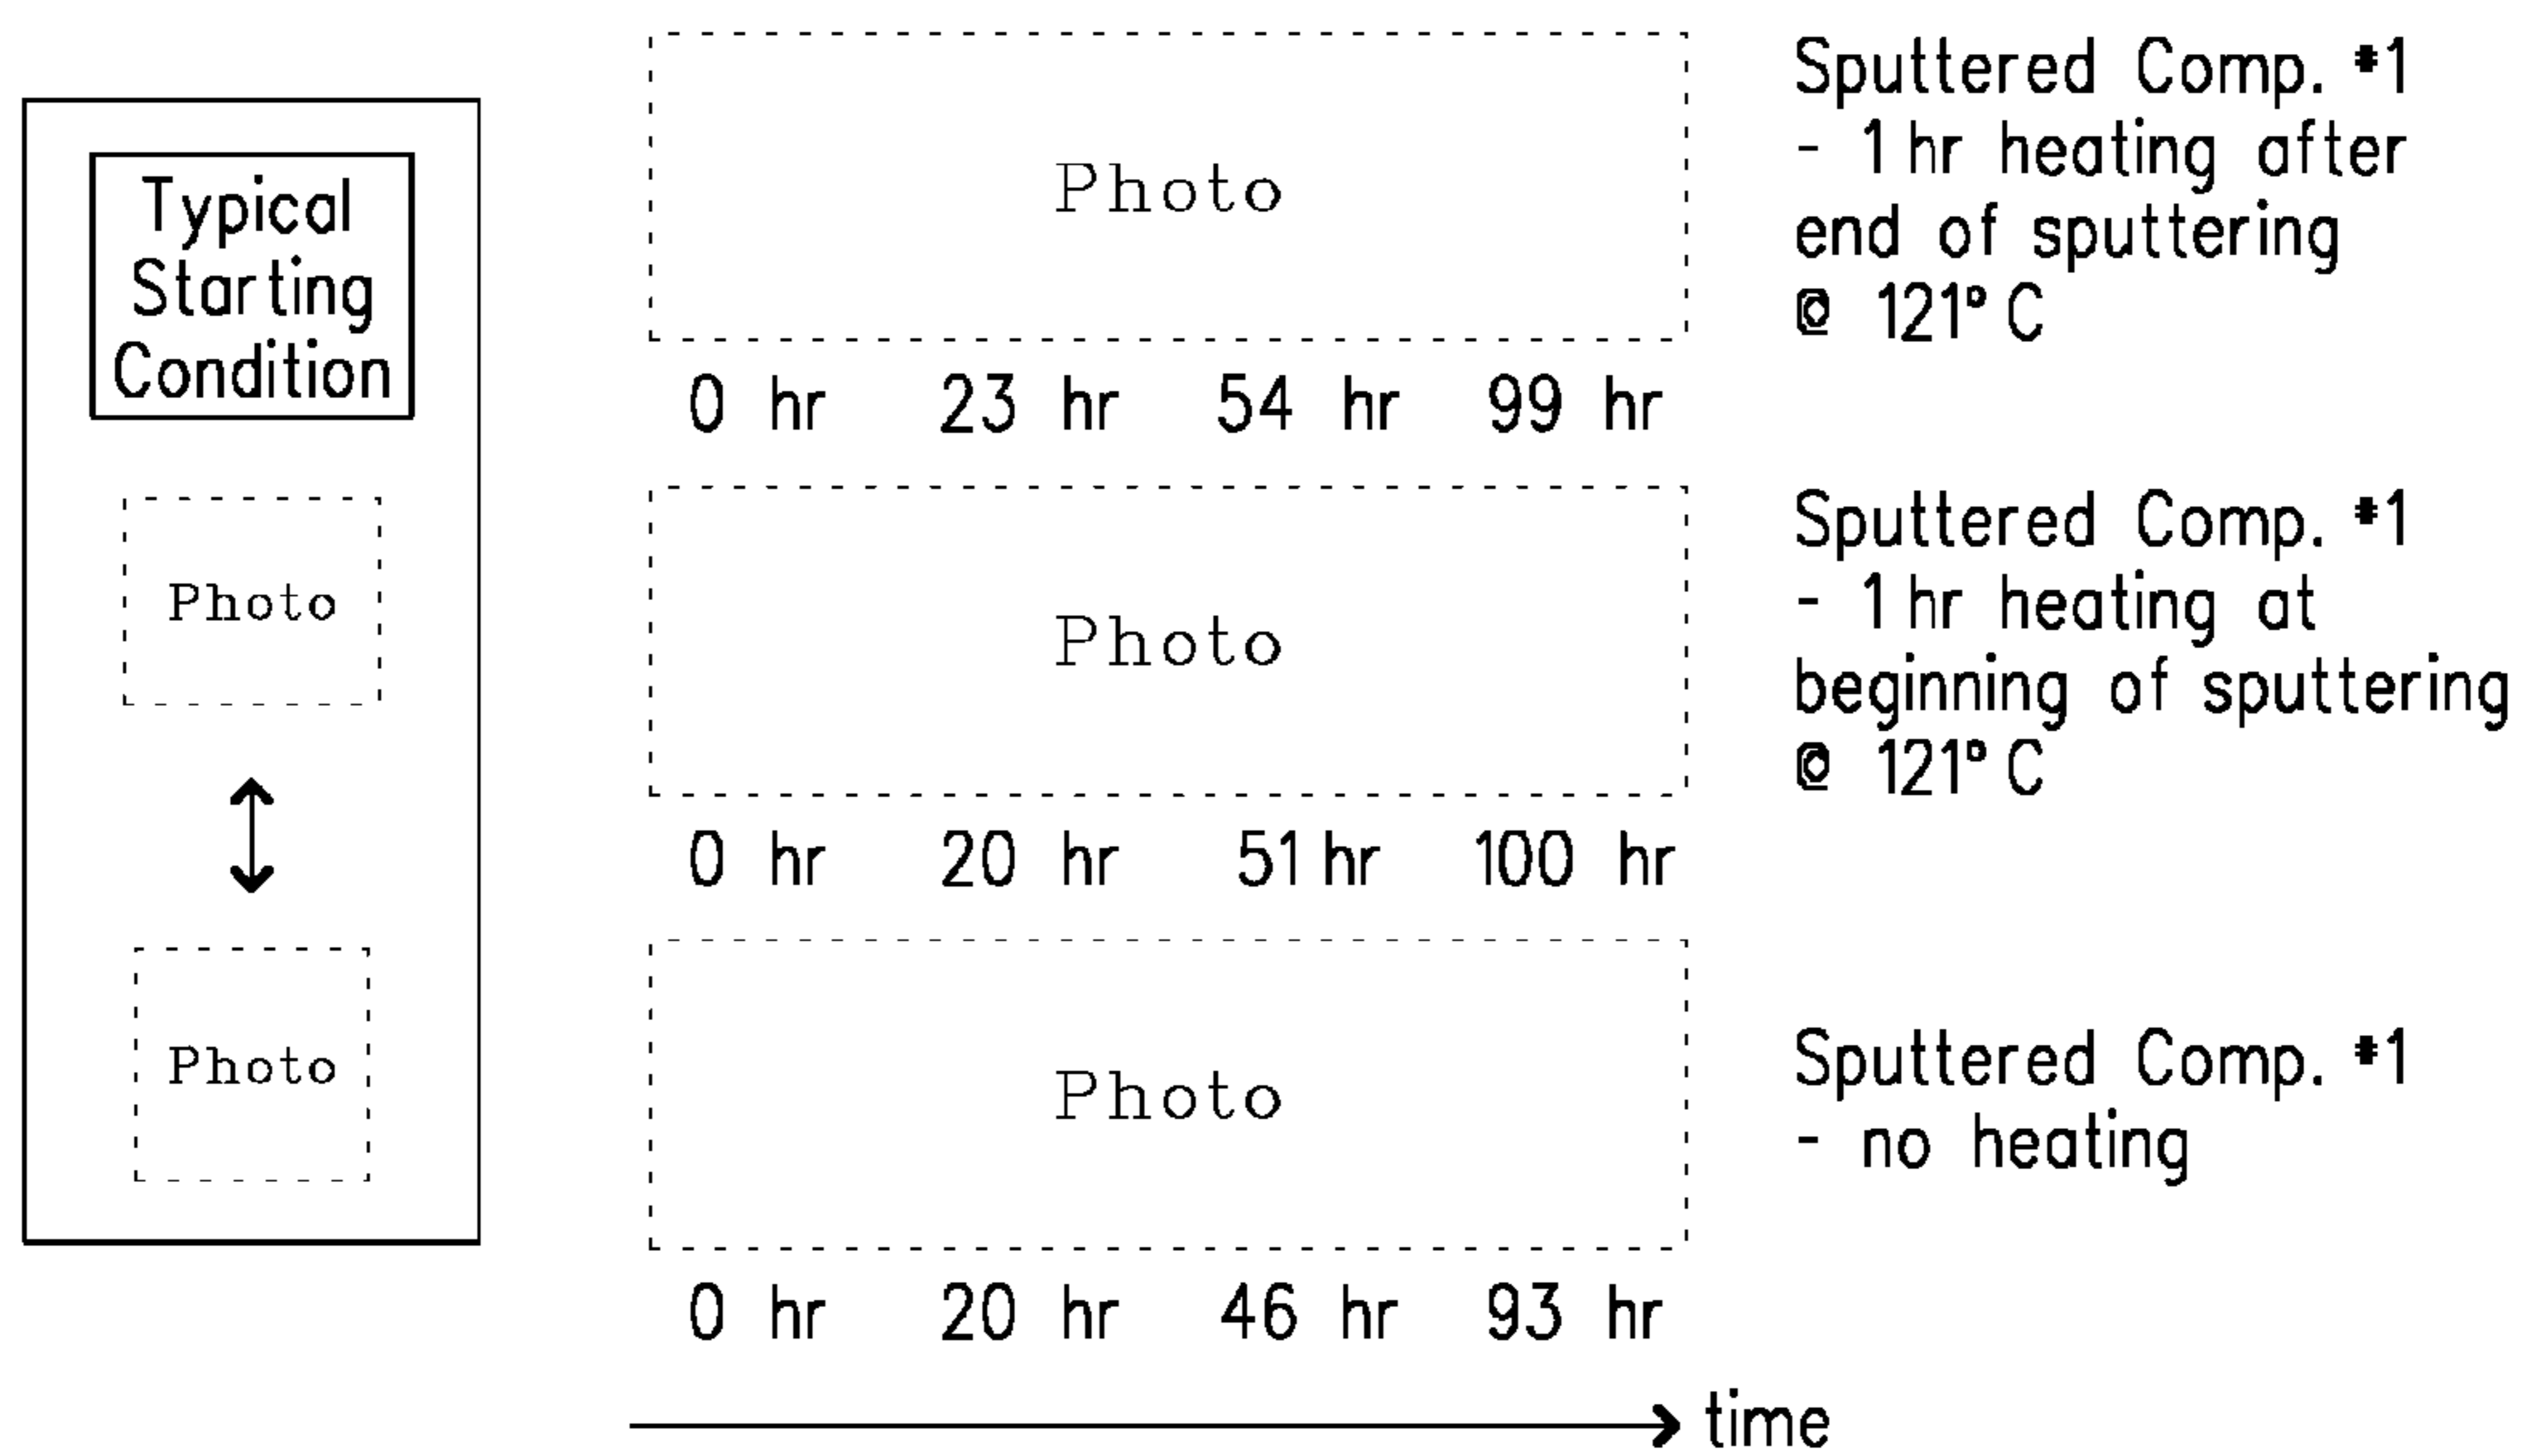 Typical
Starting
Condition
Photo
Photo
Photo
0 hr 23 hr 54 hr 99 hr
Sputtered Comp. #1
- 1 hr heating after
end of sputtering
@ 121° C
Photo
0 hr 20 hr 51 hr 100 hr
Sputtered Comp. #1
- 1 hr heating at
beginning of sputtering
@ 121° C
Photo
0 hr 20 hr 46 hr 93 hr
Sputtered Comp. #1
- no heating
time